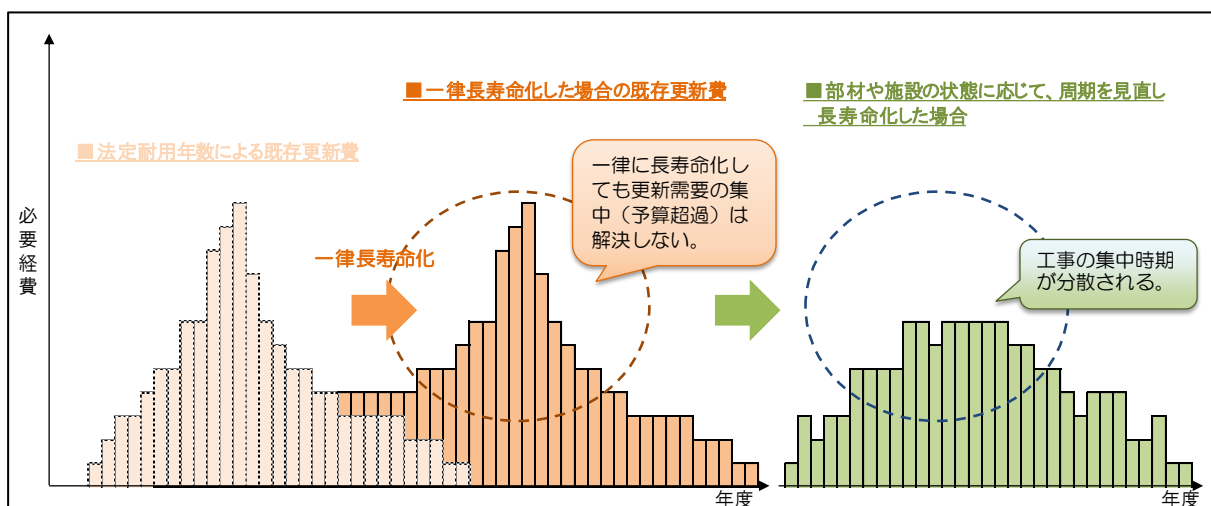 ■一律長寿命化した場合の既存更新費
■部材や施設の状態に応じて、周期を見直し
長寿命化した場合
■法定耐用年数による既存更新費
一律に長寿命化し
ても更新需要の集
中（予算超過）は
解決しない。
必要経費
一律長寿命化
工事の集中時期
が分散される。
年度
年度